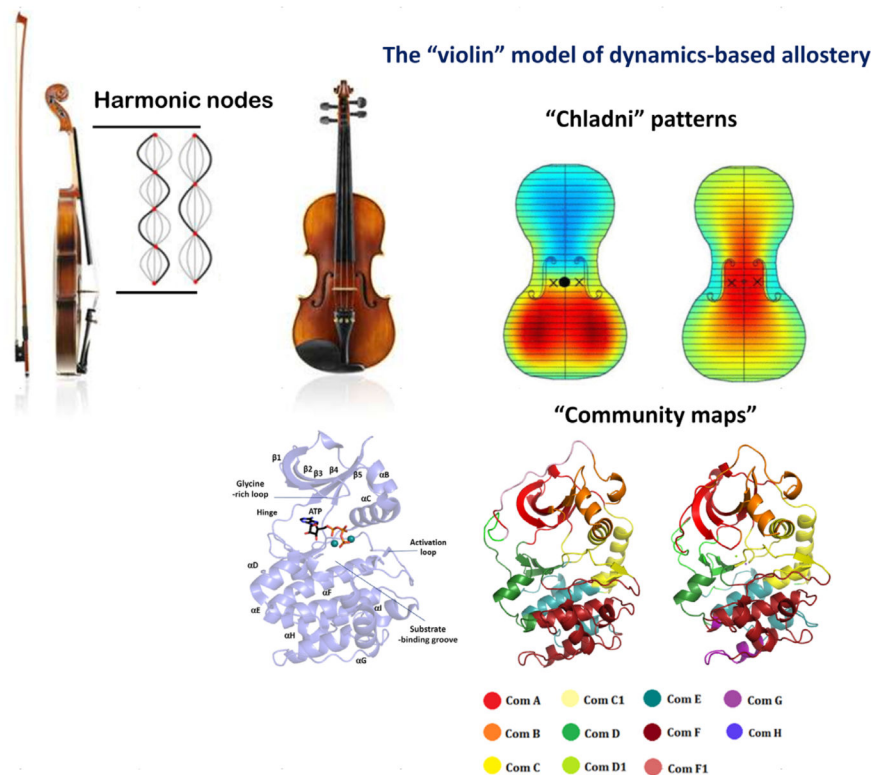 The “violin” model of dynamics-based allostery
Harmonic nodes
“Chladni” patterns
“Community maps”
β1
β2
β3
β4
β5
αB
Glycine
-rich loop
αC
Hinge
ATP
Activation
loop
αD
αF
αE
αI
Substrate
-binding groove
αH
αG
Com A
Com C1
Com E
Com G
Com B
Com D
Com F
Com H
Com C
Com D1
Com F1